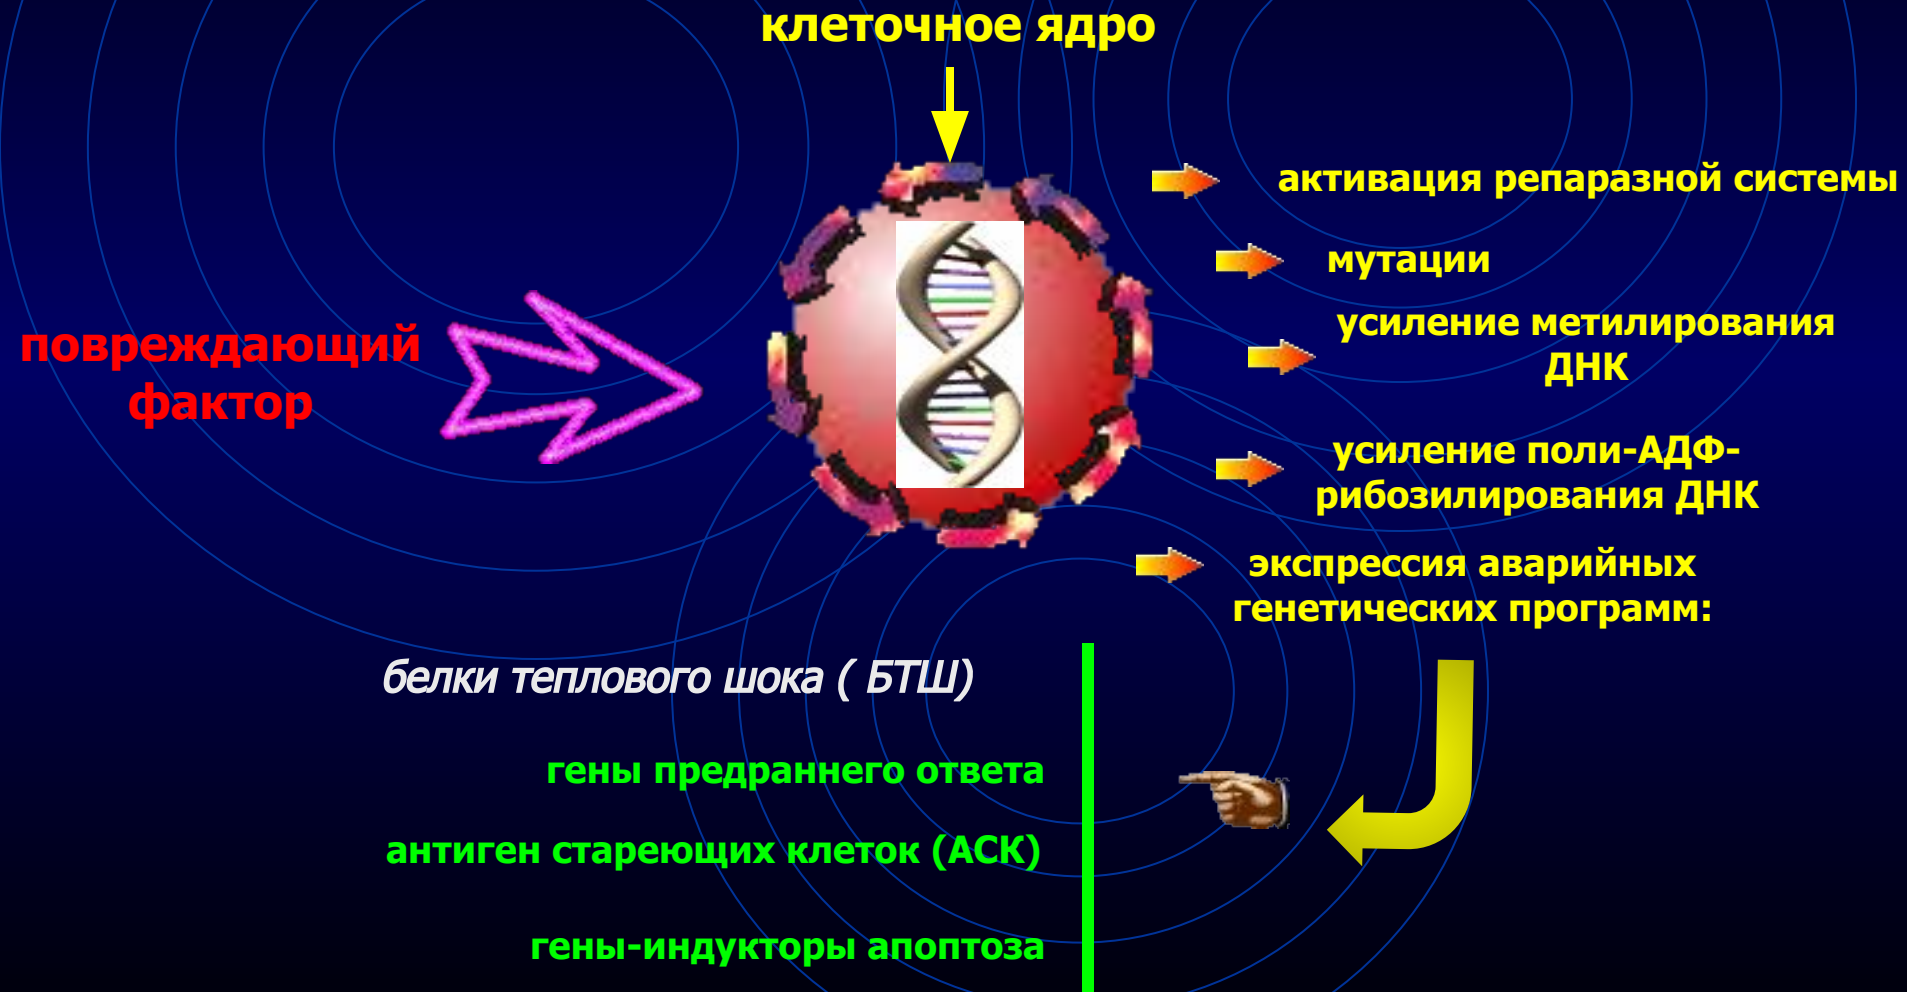 клеточное ядро
повреждающий
фактор
активация репаразной системы
мутации
усиление метилирования
ДНК
усиление поли-АДФ-
рибозилирования ДНК
экспрессия аварийных
генетических программ:
белки теплового шока ( БТШ)
гены предраннего ответа
антиген стареющих клеток (АСК)
гены-индукторы апоптоза